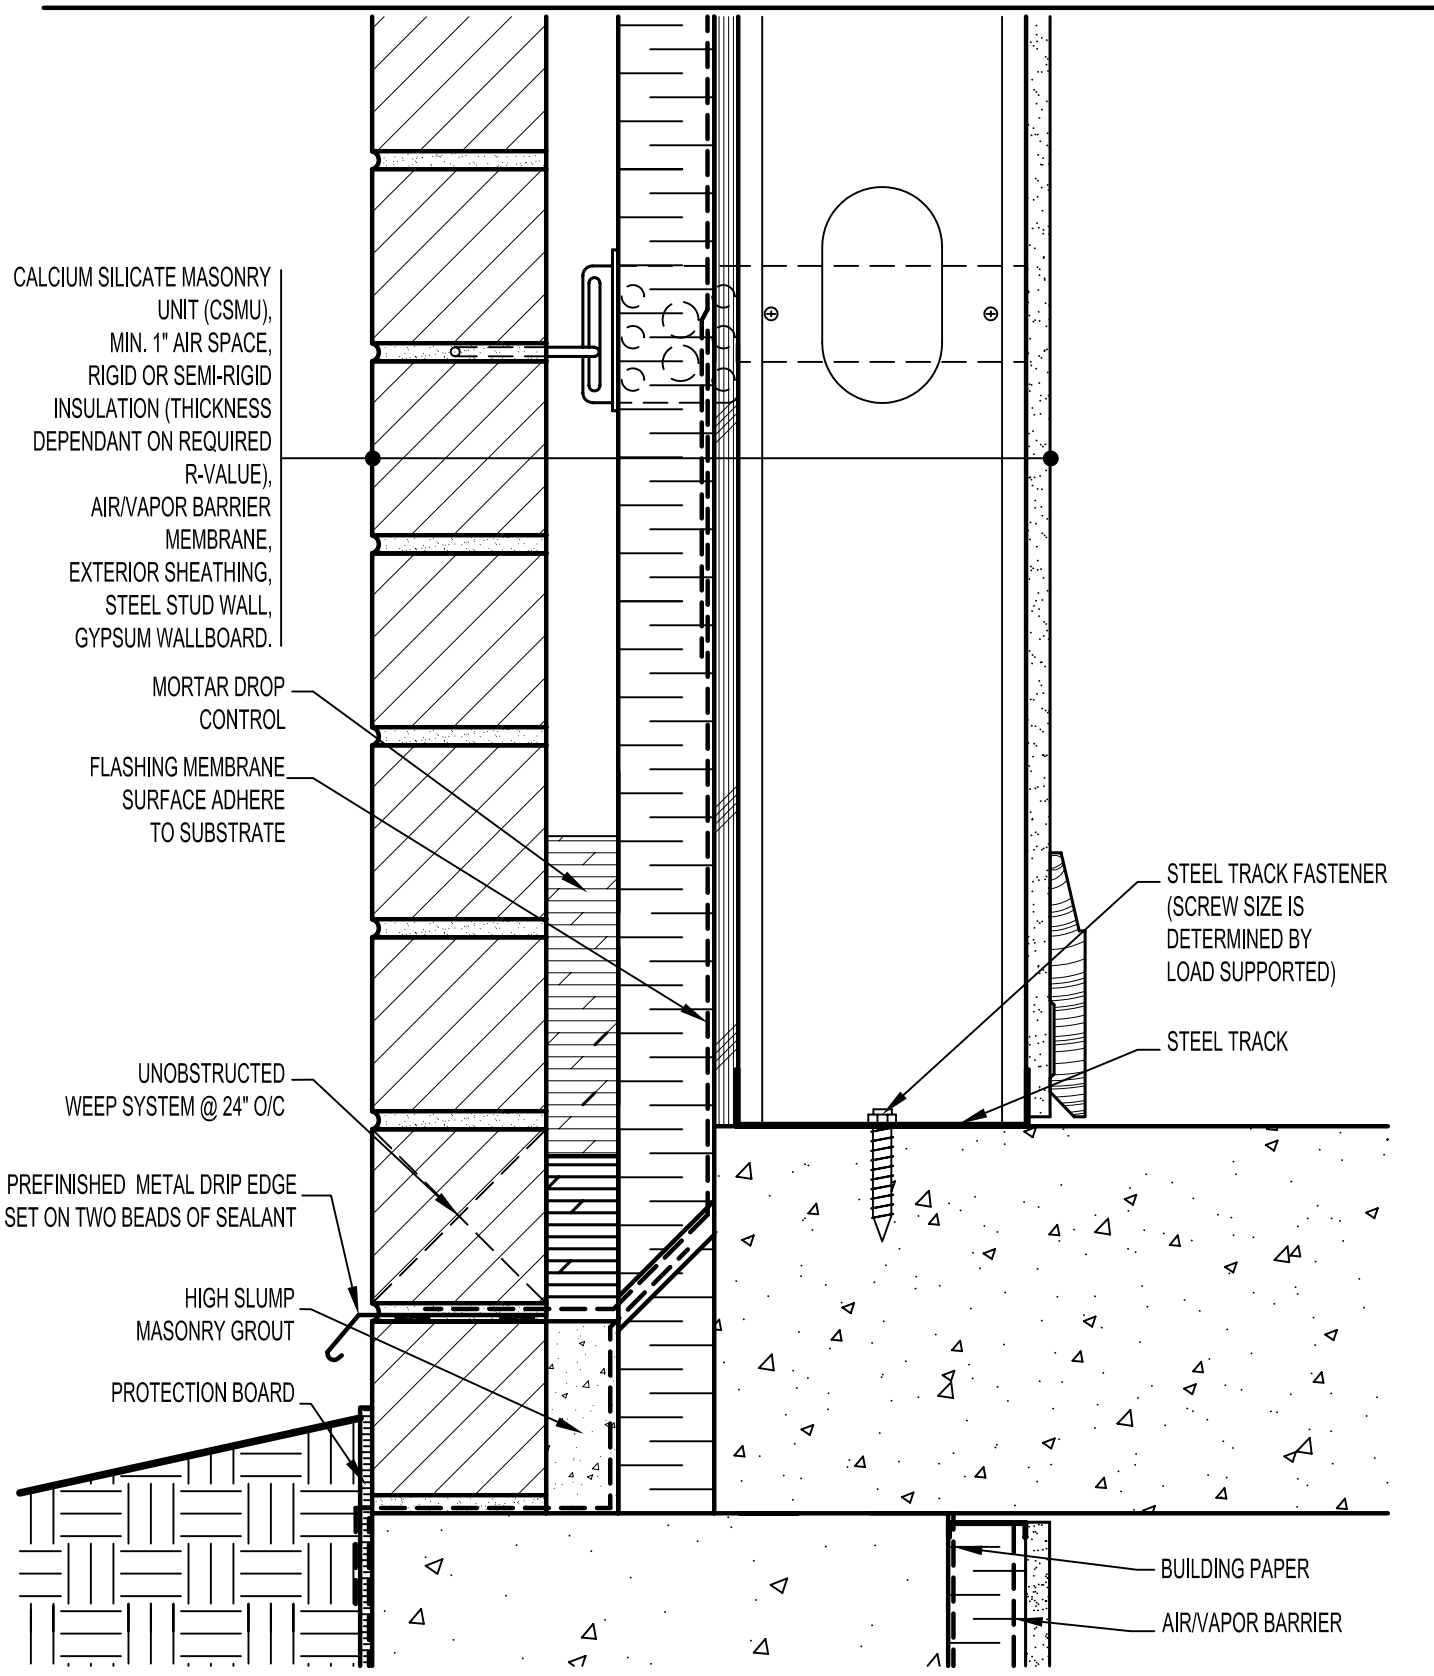 CALCIUM SILICATE MASONRY
UNIT (CSMU),
MIN. 1" AIR SPACE,
RIGID OR SEMI-RIGID
INSULATION (THICKNESS
DEPENDANT ON REQUIRED
R-VALUE),
AIR/VAPOR BARRIER
MEMBRANE,
EXTERIOR SHEATHING,
STEEL STUD WALL,
GYPSUM WALLBOARD.
MORTAR DROP
CONTROL
FLASHING MEMBRANE
SURFACE ADHERE
TO SUBSTRATE
UNOBSTRUCTED
WEEP SYSTEM @ 24" O/C
PREFINISHED METAL DRIP EDGE
SET ON TWO BEADS OF SEALANT
HIGH SLUMP
MASONRY GROUT
PROTECTION BOARD
STEEL TRACK FASTENER
(SCREW SIZE IS
DETERMINED BY
LOAD SUPPORTED)
STEEL TRACK
BUILDING PAPER
AIR/VAPOR BARRIER